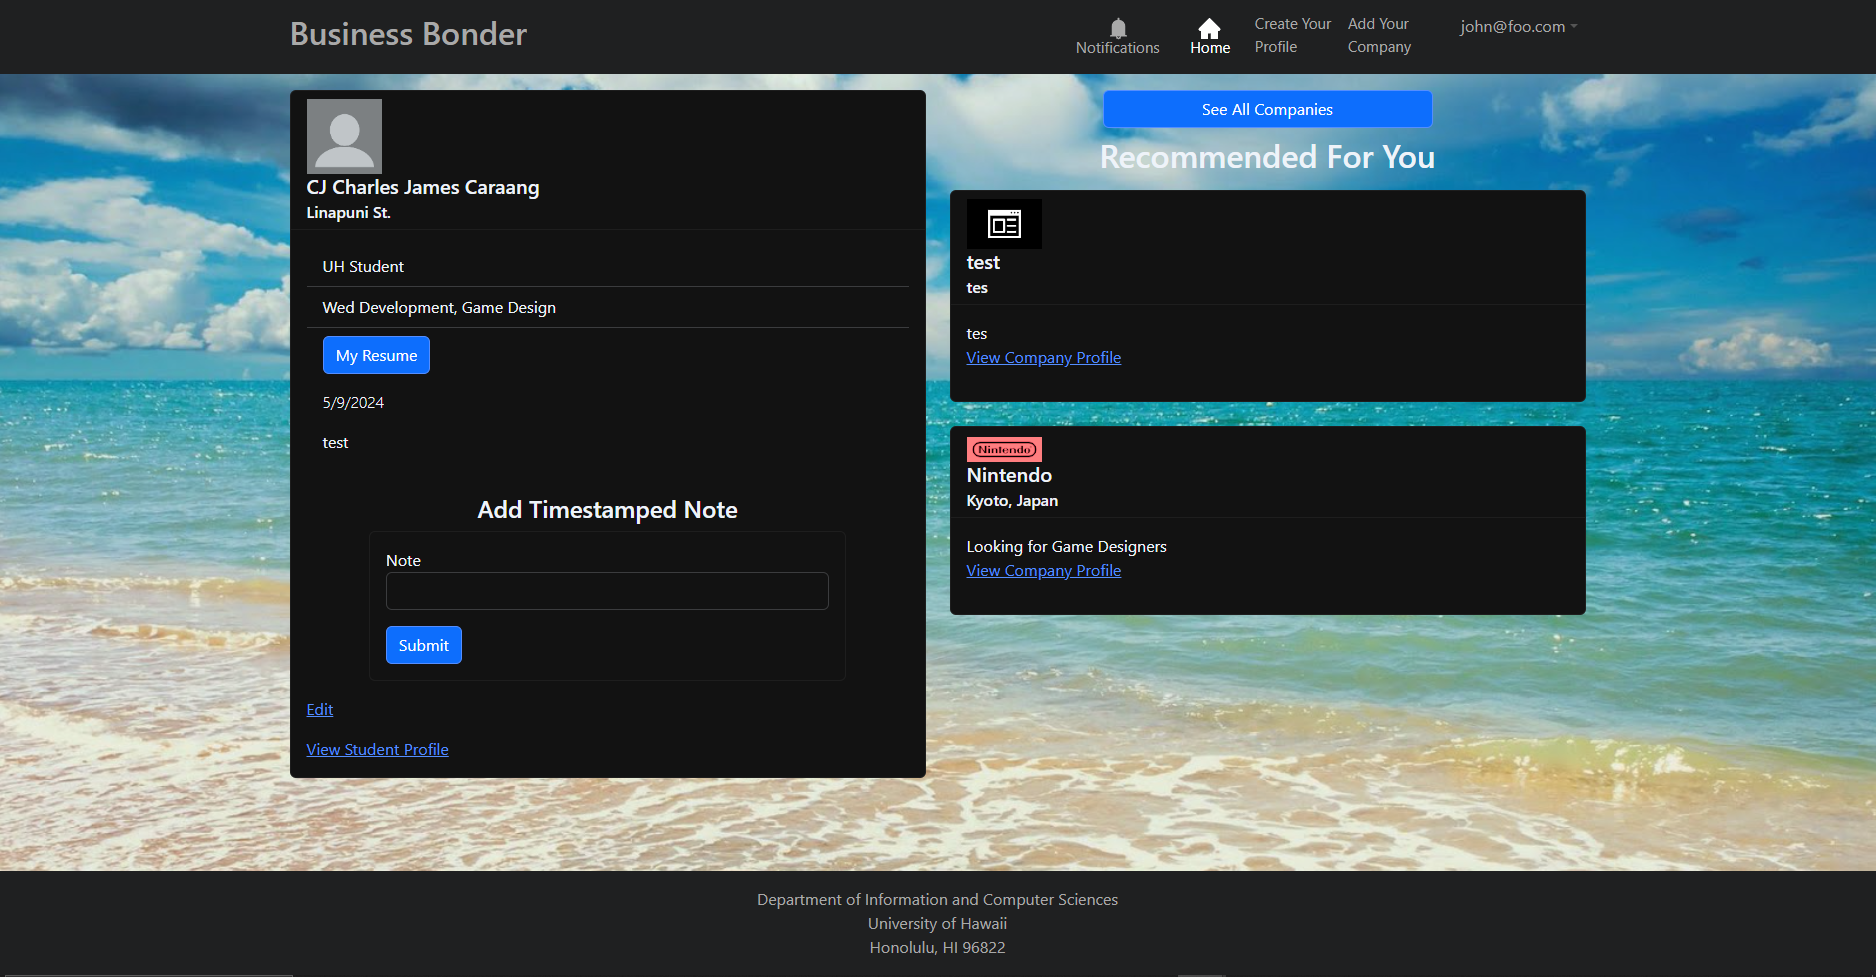 Business Bonder
Notifications
Home
Create Your
Profile
Add Your
Company
john@foo.com
CJ Charles James Caraang
Linapuni St.
UH Student
Wed Development, Game Design
My Resume
5/9/2024
test
Add Timestamped Note
Note
Submit
Edit
View Student Profile
See All Companies
Recommended For You
test
tes
tes
View Company Profile
Nintendo
Nintendo
Kyoto, Japan
Looking for Game Designers
View Company Profile
Department of Information and Computer Sciences
University of Hawaii
Honolulu, HI 96822